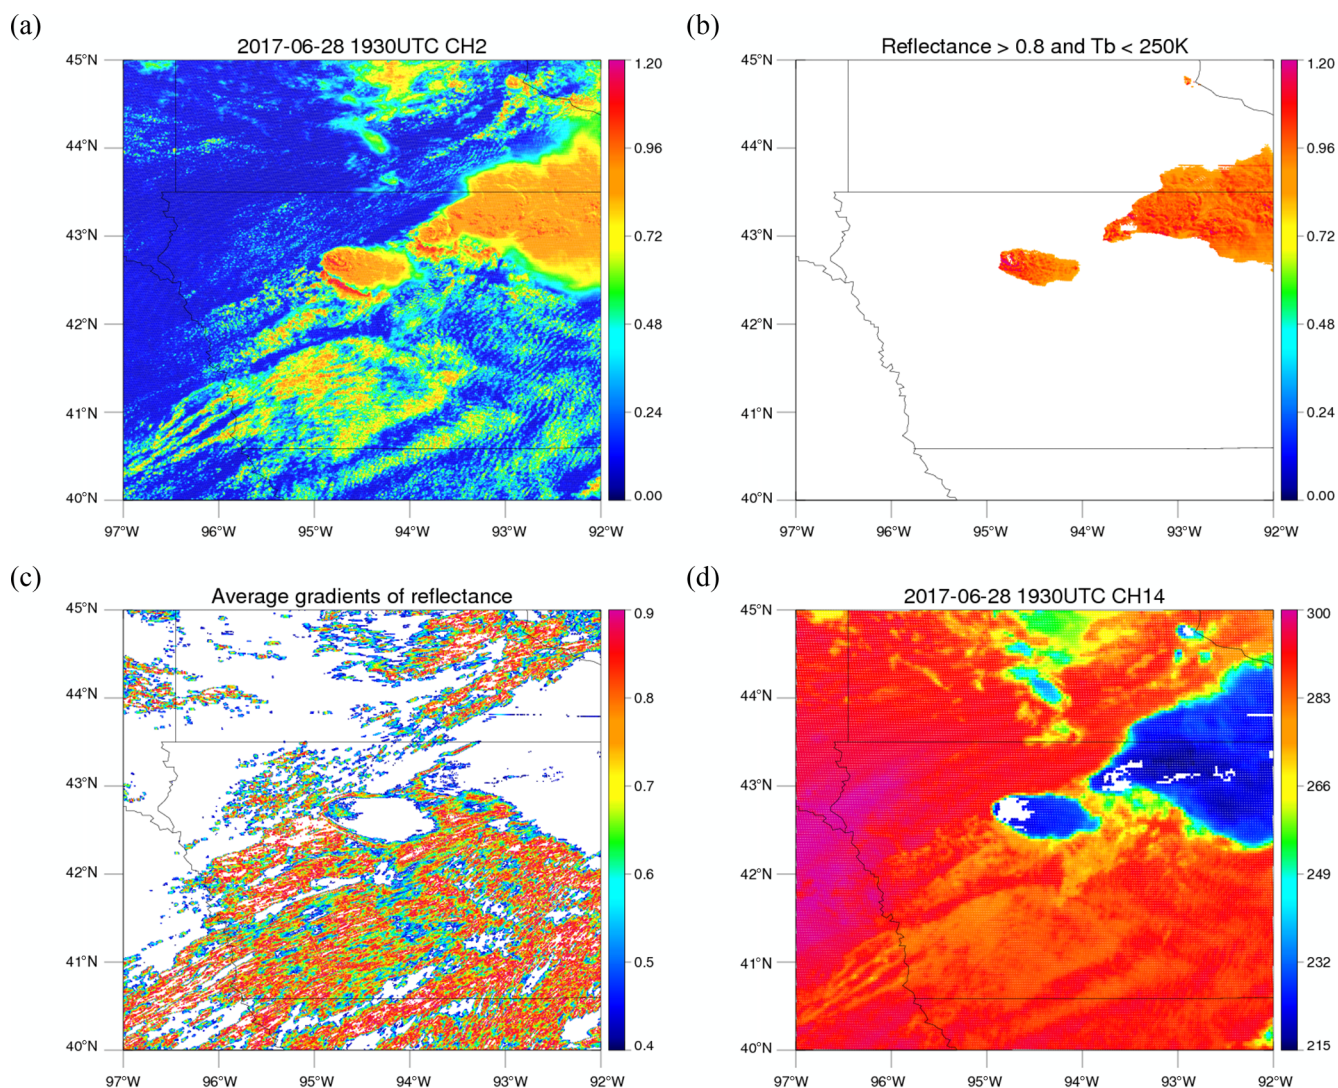 (a)
2017-06-28 1930UTC CH2
45°N
44°N
43°N
42°N
41°N
40°N
97°W
96°W
95°W
94°W
93°W
92°W
1.20
0.96
0.72
0.48
0.24
0.00
(b)
Reflectance > 0.8 and Tb < 250K
45°N
44°N
43°N
42°N
41°N
40°N
97°W
96°W
95°W
94°W
93°W
92°W
1.20
0.96
0.72
0.48
0.24
0.00
(c)
Average gradients of reflectance
45°N
44°N
43°N
42°N
41°N
40°N
97°W
96°W
95°W
94°W
93°W
92°W
0.9
0.8
0.7
0.6
0.5
0.4
(d)
2017-06-28 1930UTC CH14
45°N
44°N
43°N
42°N
41°N
40°N
97°W
96°W
95°W
94°W
93°W
92°W
300
283
266
249
232
215